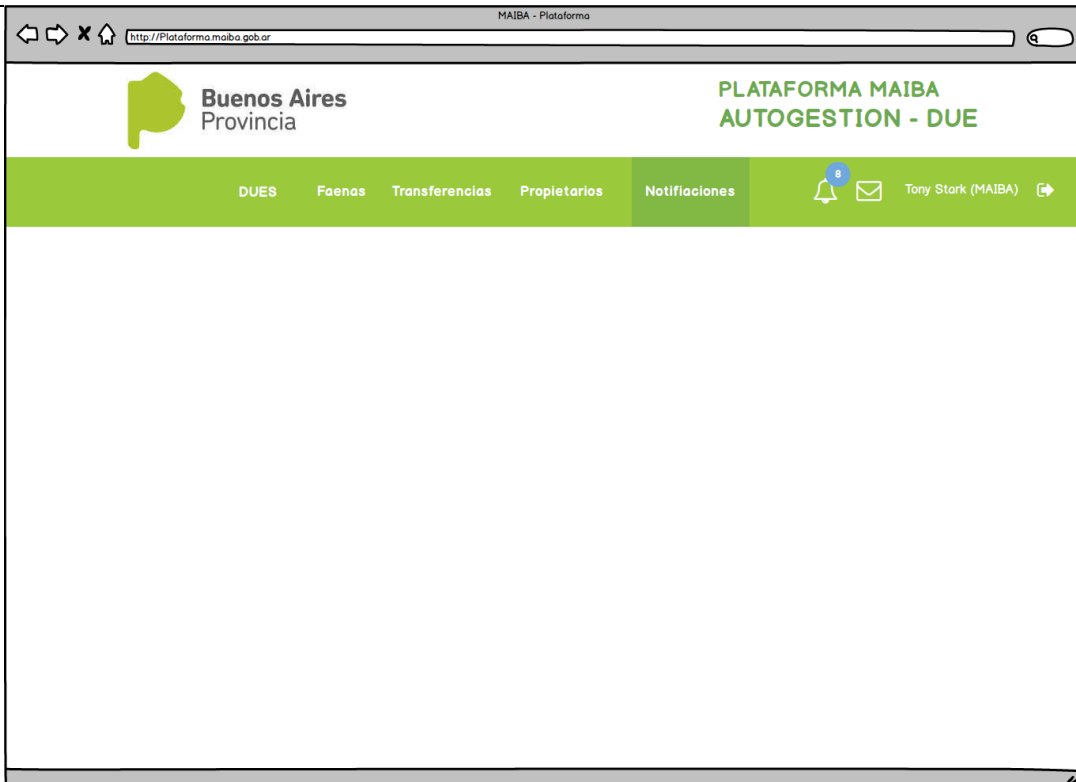 MAIBA - Plataforma
http://Plataforma.maiba.gob.ar
Buenos Aires
Provincia
PLATAFORMA MAIBA
AUTOGESTION - DUE
DUES Faenas Transferencias Propietarios Notifiaciones 8 Tony Stark (MAIBA)